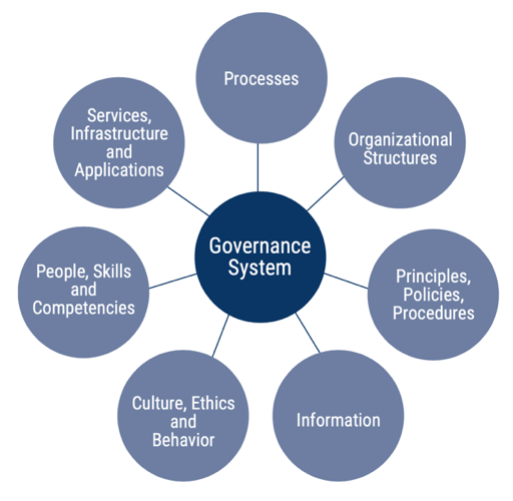 Processes
Organizational
Structures
Principles,
Policies,
Procedures
Information
Culture, Ethics
and
Behavior
People, Skills
and
Competencies
Services,
Infrastructure
and
Applications
Governance
System